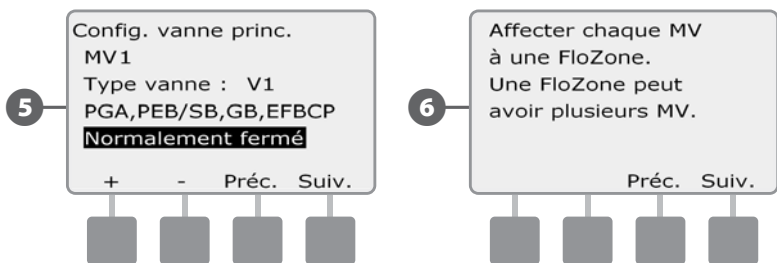 5
Config. vanne princ.
MV1
Type vanne : V1
PGA,PEB/SB,GB,EFBCP
Normalement fermé
+ - Préc. Suiv.
6
Affecter chaque MV
à une FloZone.
Une FloZone peut
avoir plusieurs MV.
Préc. Suiv.